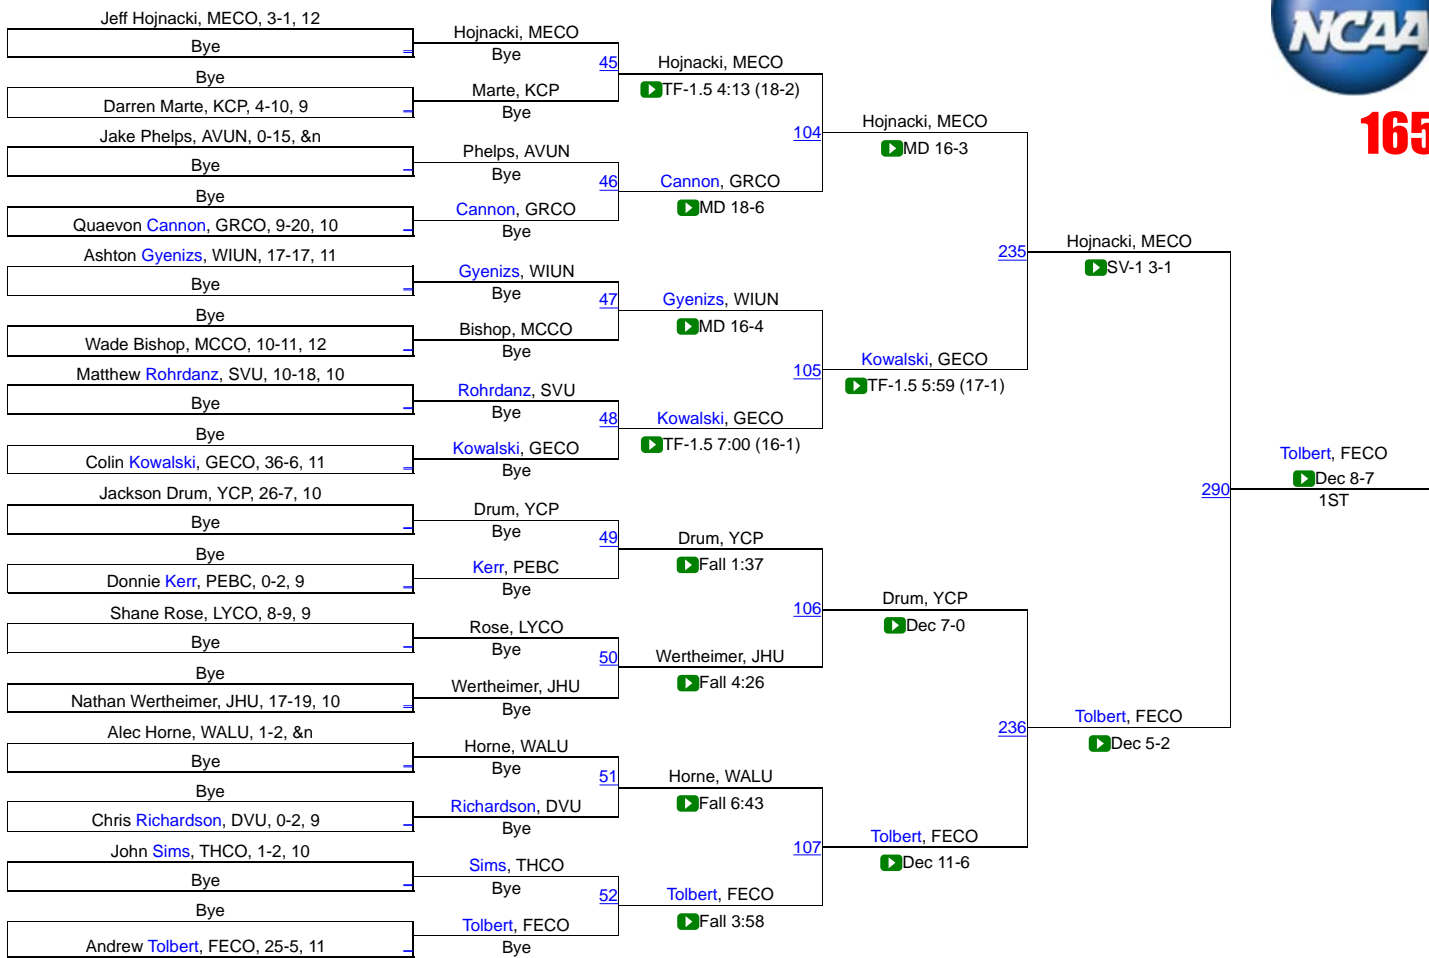 NCAA
165
Jeff Hojnacki, MECO, 3-1, 12
Bye
Bye
Darren Marte, KCP, 4-10, 9
Jake Phelps, AVUN, 0-15, &n
Bye
Bye
Quaevon Cannon, GRCO, 9-20, 10
Ashton Gyenizs, WIUN, 17-17, 11
Bye
Bye
Wade Bishop, MCCO, 10-11, 12
Matthew Rohrdanz, SVU, 10-18, 10
Bye
Bye
Colin Kowalski, GECO, 36-6, 11
Jackson Drum, YCP, 26-7, 10
Bye
Bye
Donnie Kerr, PEBC, 0-2, 9
Shane Rose, LYCO, 8-9, 9
Bye
Bye
Nathan Wertheimer, JHU, 17-19, 10
Alec Horne, WALU, 1-2, &n
Bye
Bye
Chris Richardson, DVU, 0-2, 9
John Sims, THCO, 1-2, 10
Bye
Bye
Andrew Tolbert, FECO, 25-5, 11
Hojnacki, MECO
Bye
45
Marte, KCP
Bye
Phelps, AVUN
Bye
46
Cannon, GRCO
Bye
Gyenizs, WIUN
Bye
47
Bishop, MCCO
Bye
Rohrdanz, SVU
Bye
48
Kowalski, GECO
Bye
Drum, YCP
Bye
49
Kerr, PEBC
Bye
Rose, LYCO
Bye
50
Wertheimer, JHU
Bye
Horne, WALU
Bye
51
Richardson, DVU
Bye
Sims, THCO
Bye
52
Tolbert, FECO
Bye
Hojnacki, MECO
TF-1.5 4:13 (18-2)
104
Cannon, GRCO
MD 18-6
Gyenizs, WIUN
MD 16-4
105
Kowalski, GECO
TF-1.5 7:00 (16-1)
Drum, YCP
Fall 1:37
106
Wertheimer, JHU
Fall 4:26
Horne, WALU
Fall 6:43
107
Tolbert, FECO
Fall 3:58
Hojnacki, MECO
MD 16-3
235
Kowalski, GECO
TF-1.5 5:59 (17-1)
Drum, YCP
Dec 7-0
236
Tolbert, FECO
Dec 11-6
Hojnacki, MECO
SV-1 3-1
290
Tolbert, FECO
Dec 5-2
Tolbert, FECO
Dec 8-7
1ST